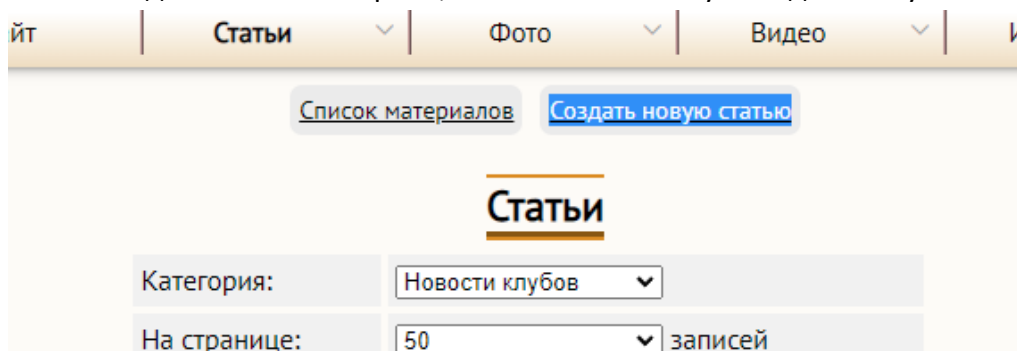 йт Статьи Фото Видео
Список материалов Создать новую статью
Статьи
Категория: Новости клубов
На странице: 50 записей